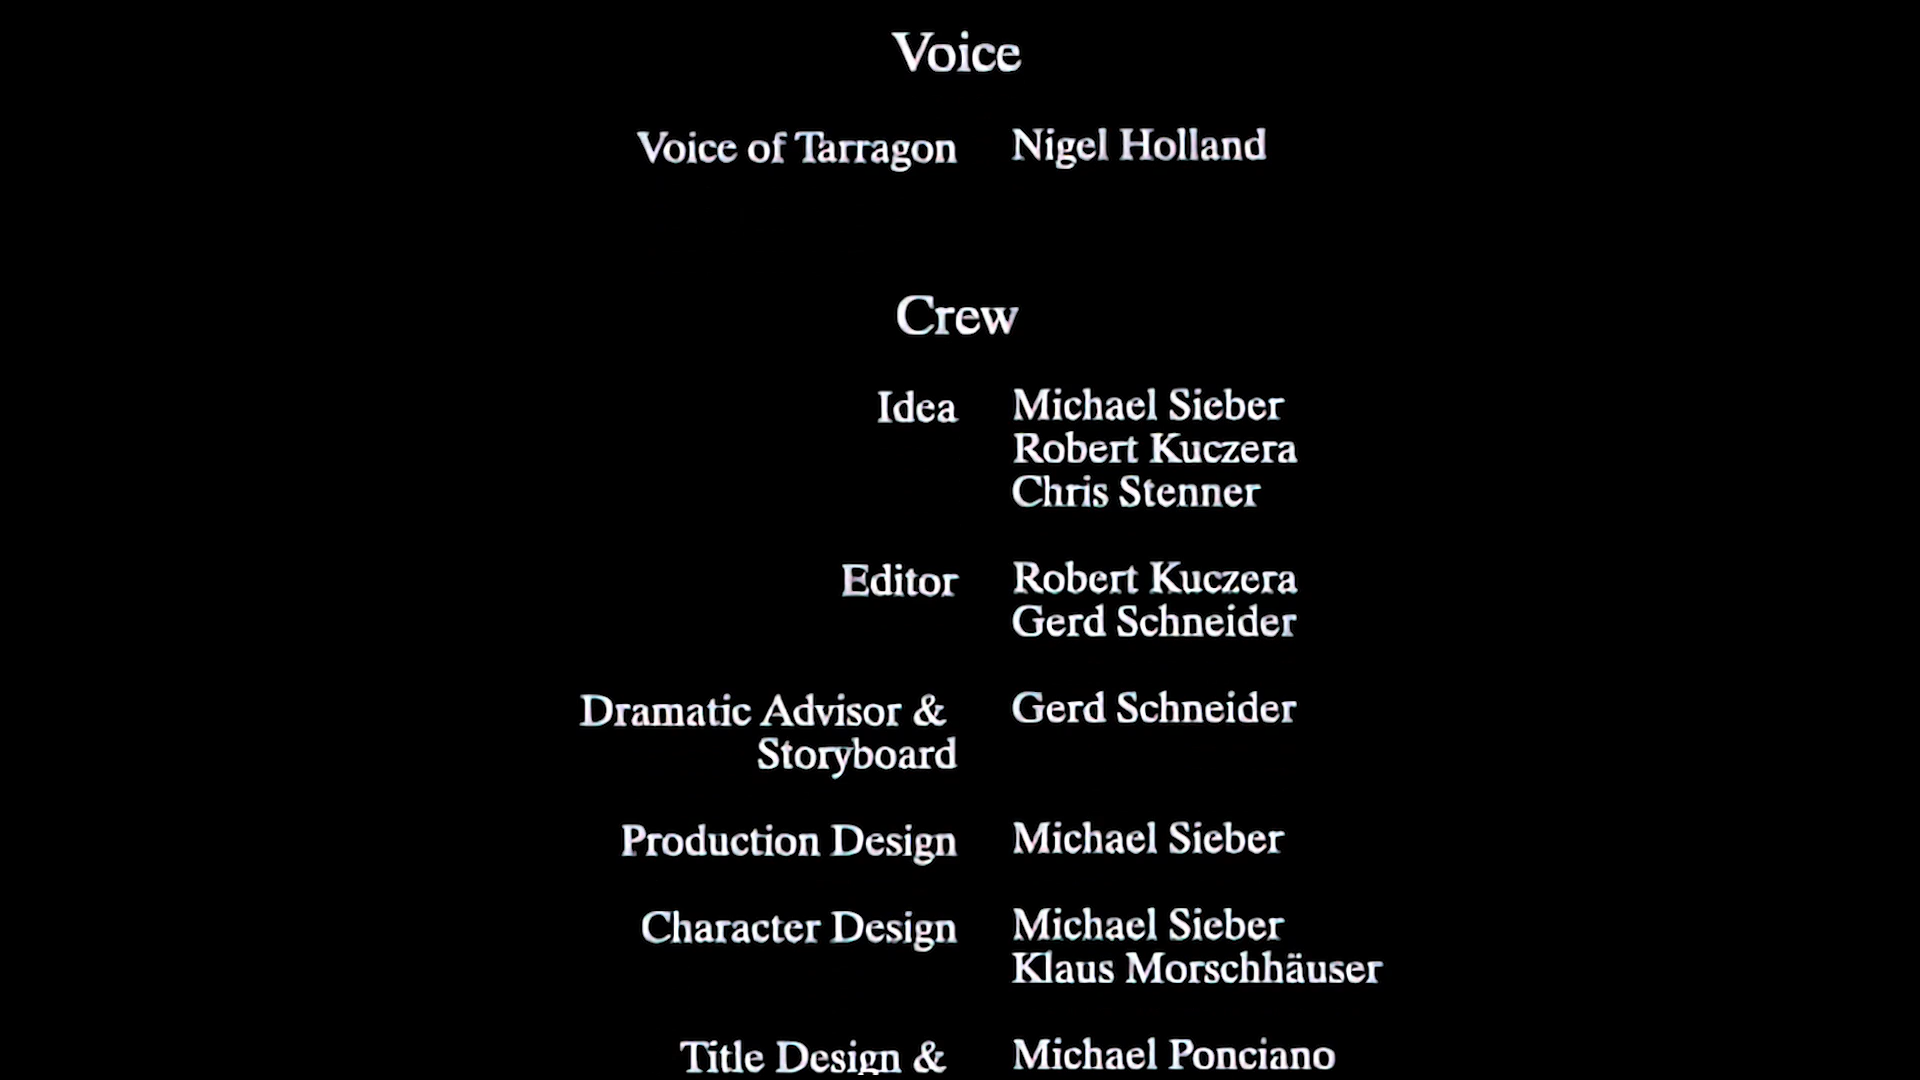 Voice
Voice of Tarragon Nigel Holland
Crew
Idea Michael Sieber
Robert Kuczera
Chris Stenner
Editor Robert Kuczera
Gerd Schneider
Dramatic Advisor & Gerd Schneider
Storyboard
Production Design Michael Sieber
Character Design Michael Sieber
Klaus Morschhäuser
Title Design & Michael Ponciano